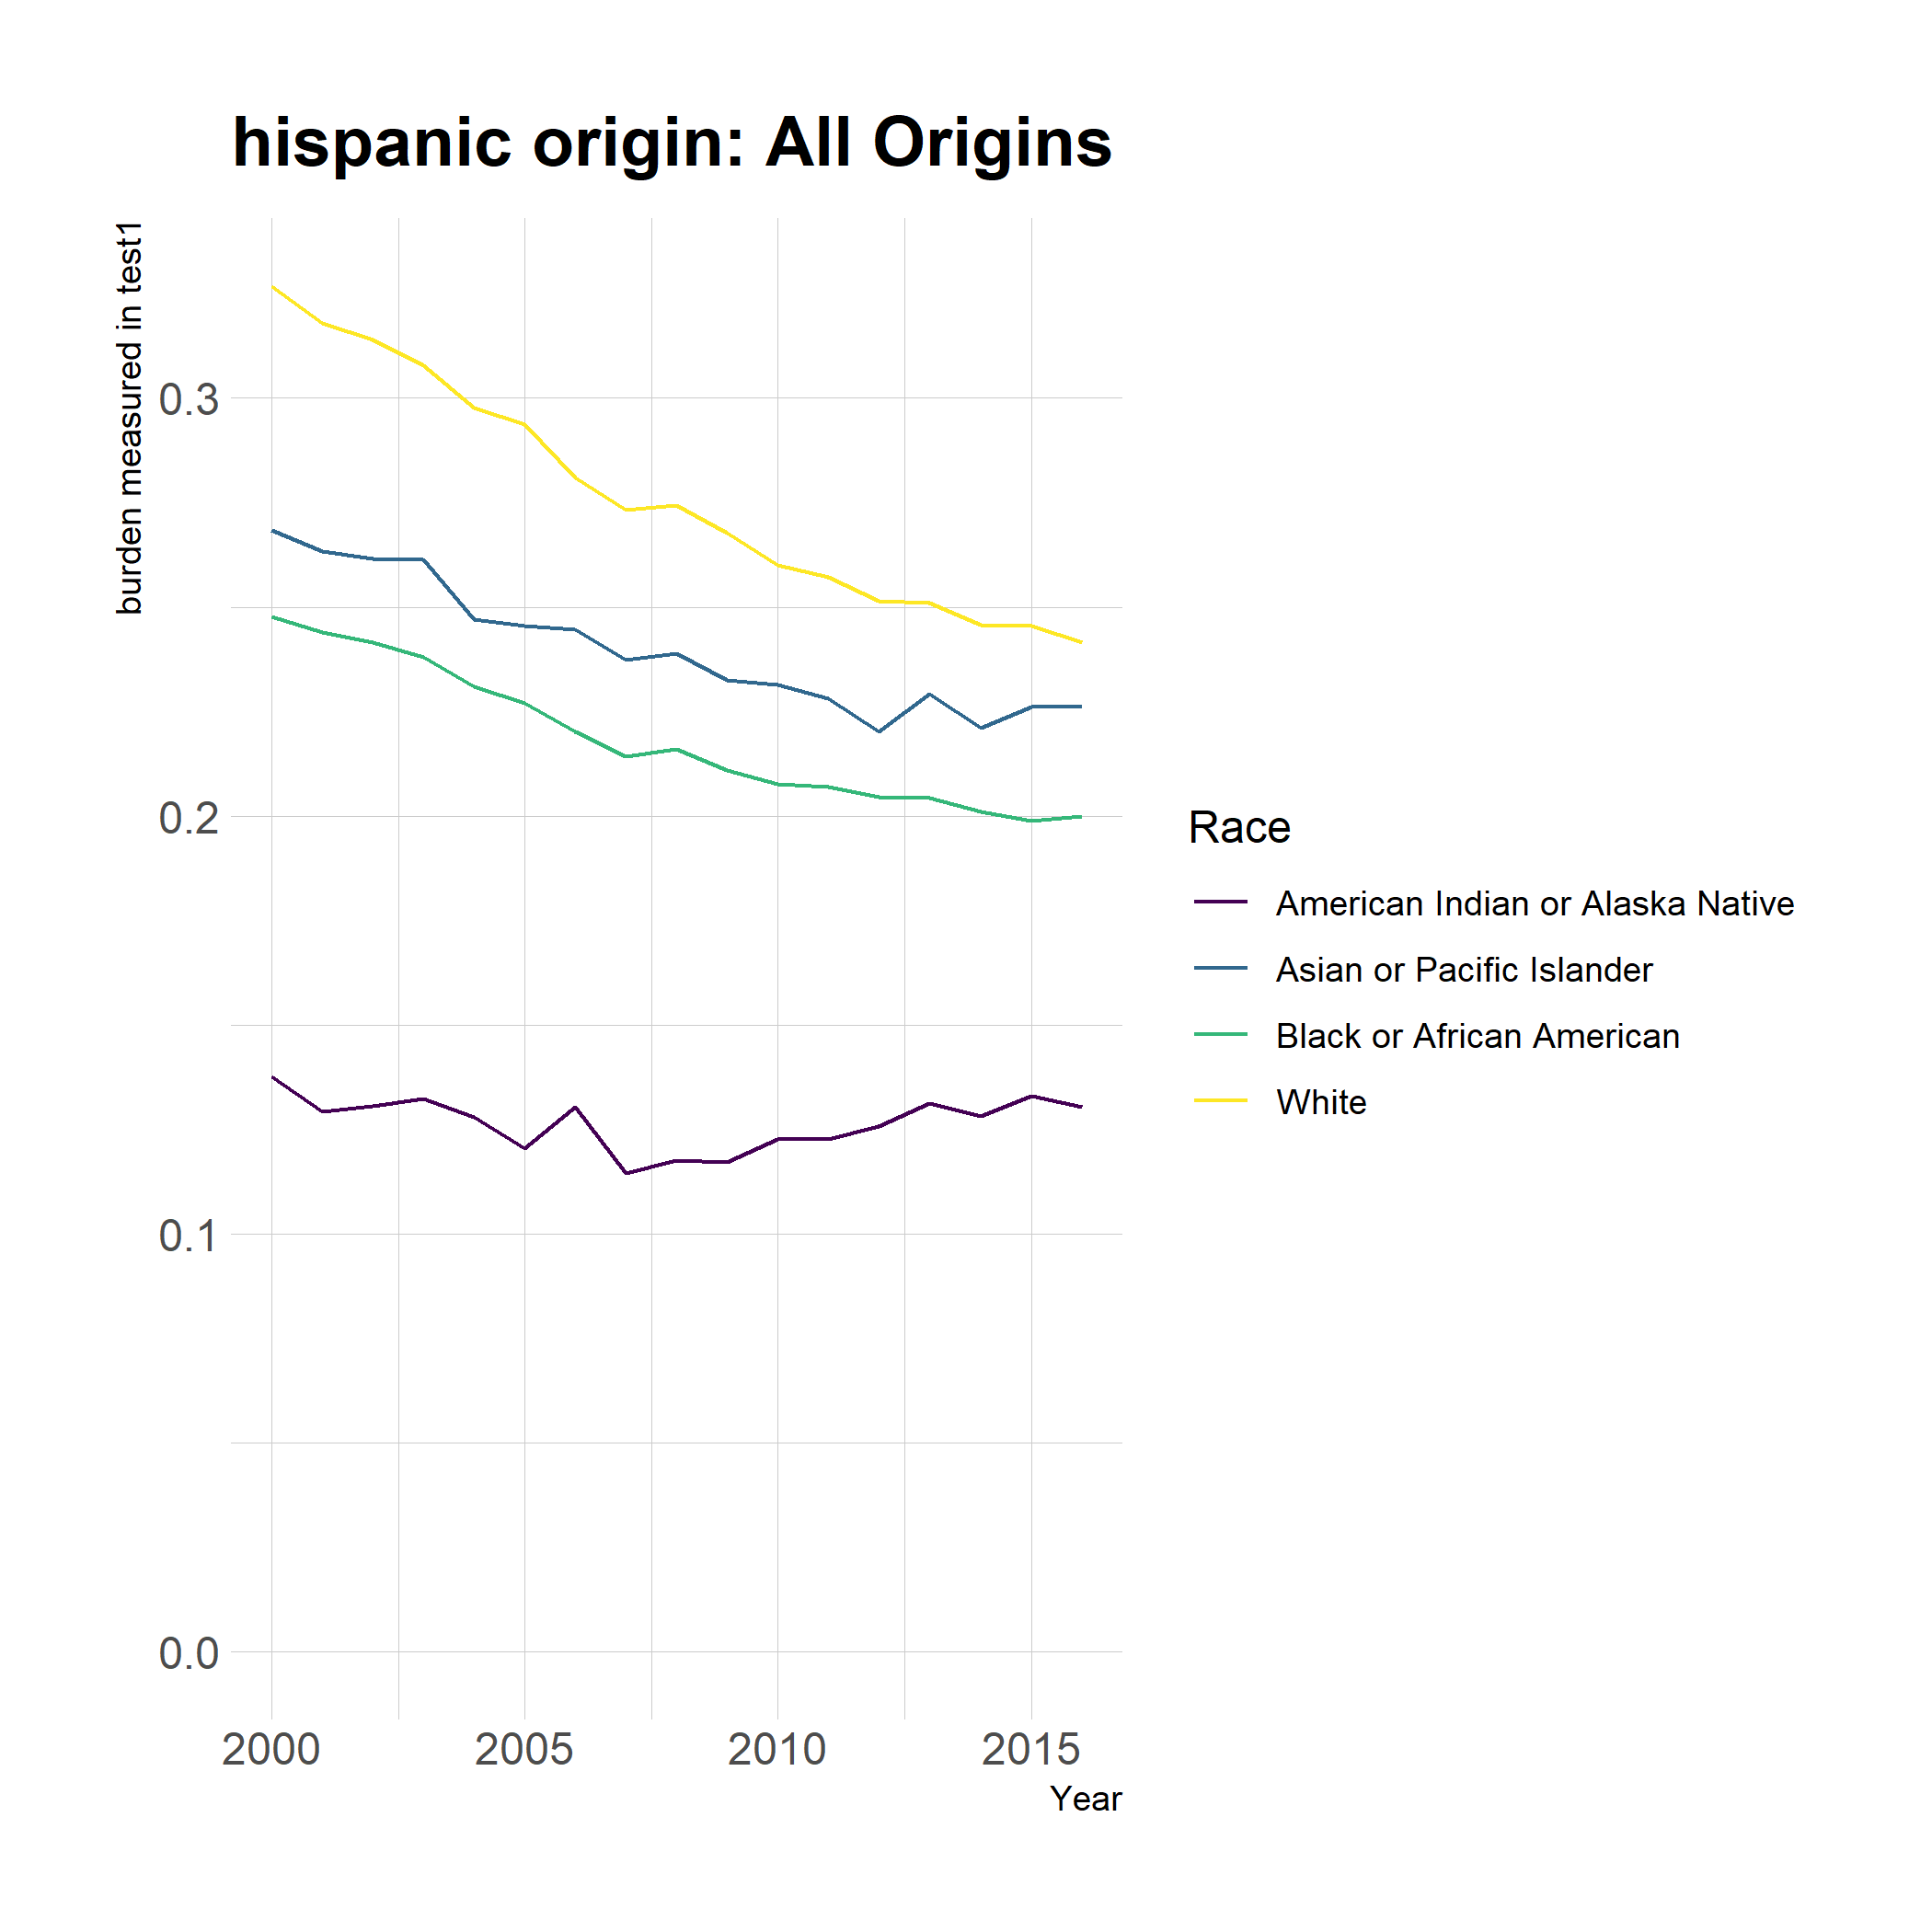 hispanic origin: All Origins
burden measured in test1
0.3
0.2
0.1
0.0
2000 2005 2010 2015
Year
Race
American Indian or Alaska Native
Asian or Pacific Islander
Black or African American
White